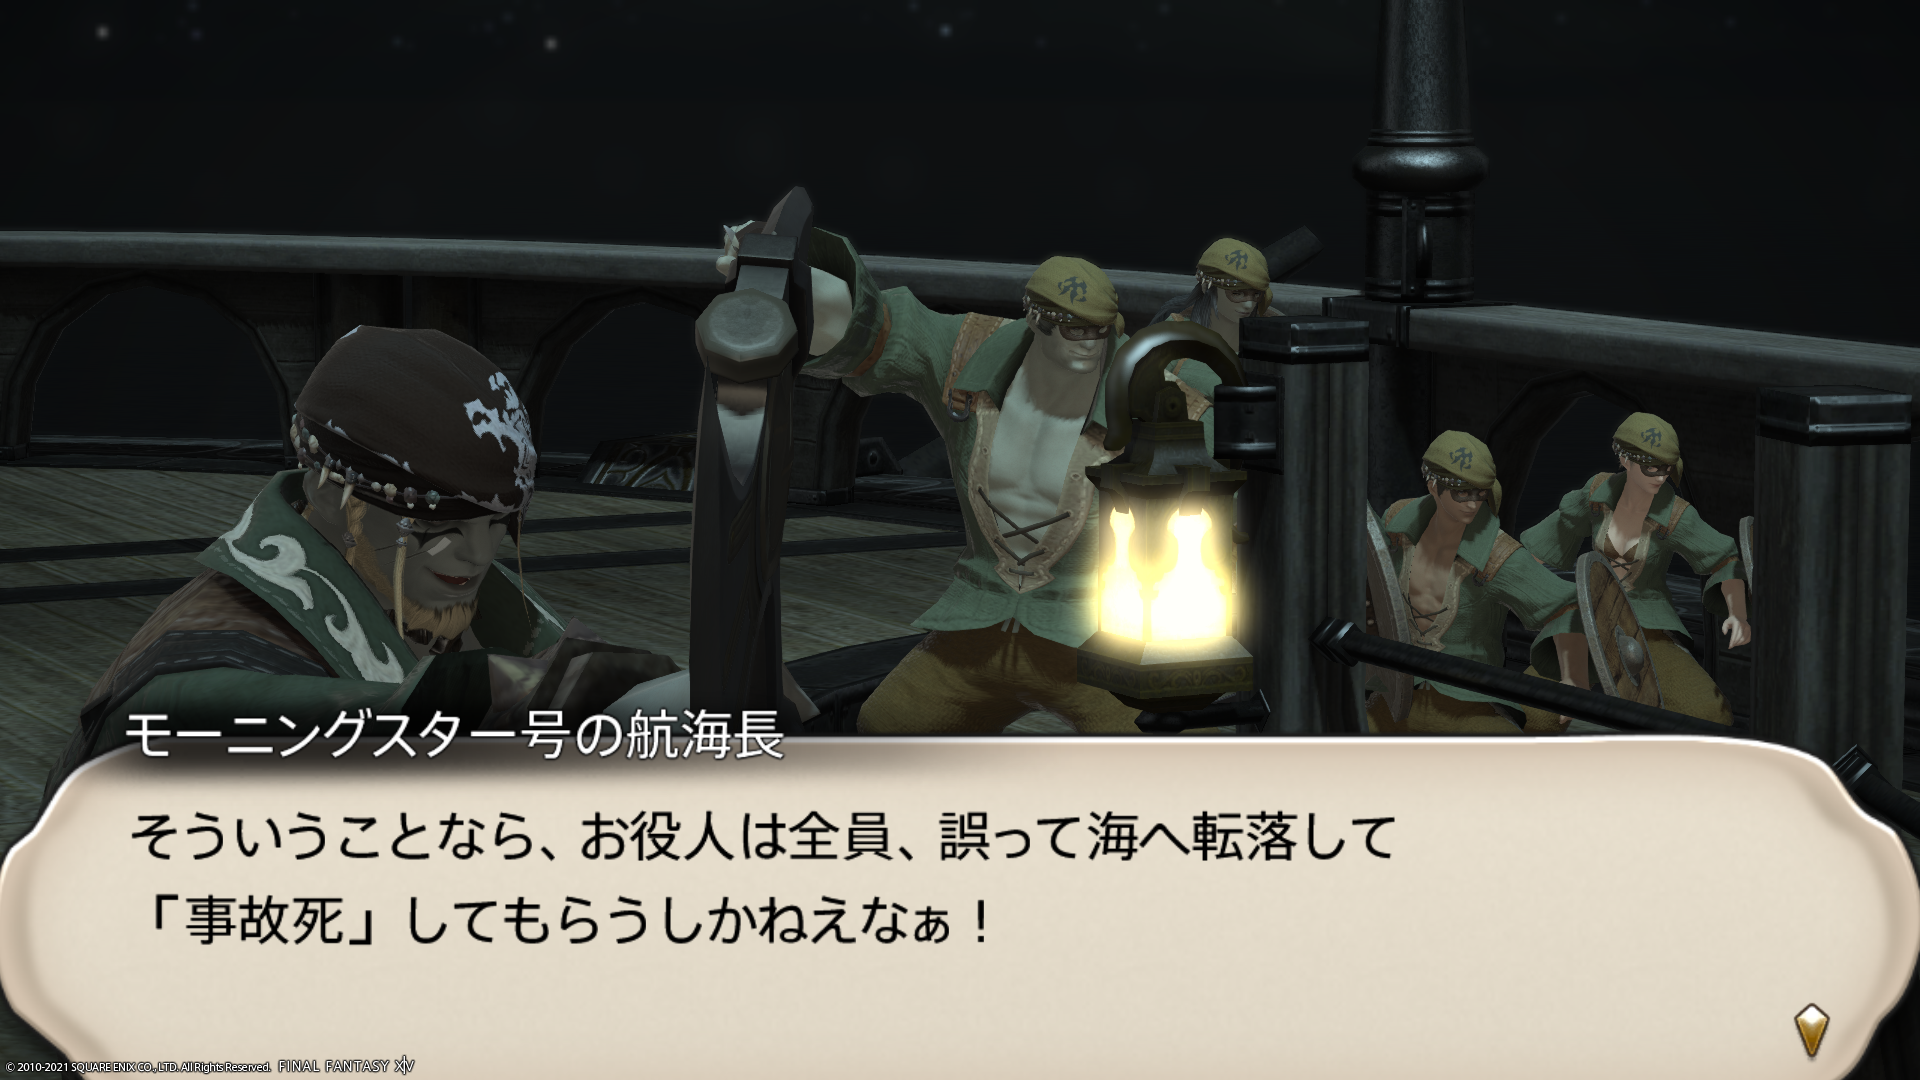 モーニングスター号の航海長
そういうことなら、お役人は全員、誤って海へ転落して
「事故死」してもらうしかねえなぁ！
© 2010-2021 SQUARE ENIX CO., LTD. All Rights Reserved. FINAL FANTASY XIV